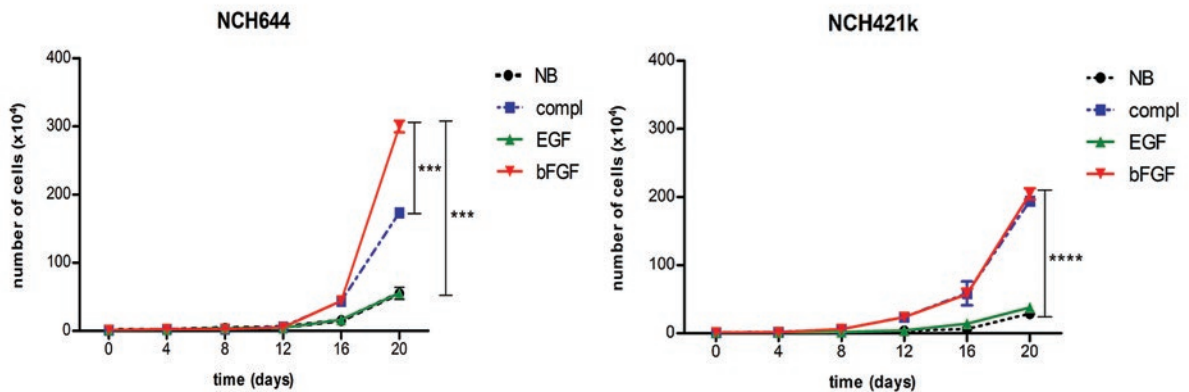 NCH644
number of cells (x10⁴)
400
300
200
100
0
0 4 8 12 16 20
time (days)
NB
compl
EGF
bFGF
***
***
NCH421k
number of cells (x10⁴)
400
300
200
100
0
0 4 8 12 16 20
time (days)
NB
compl
EGF
bFGF
****